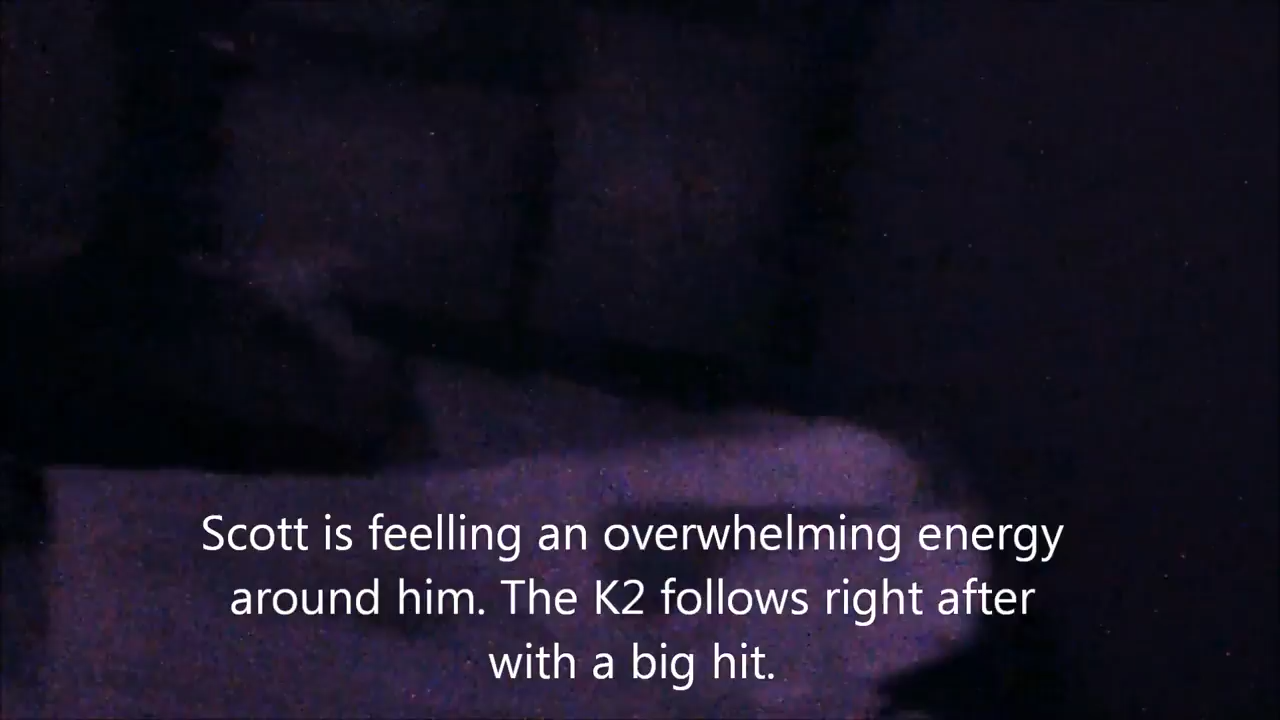 Scott is feelling an overwhelming energy
around him. The K2 follows right after
with a big hit.